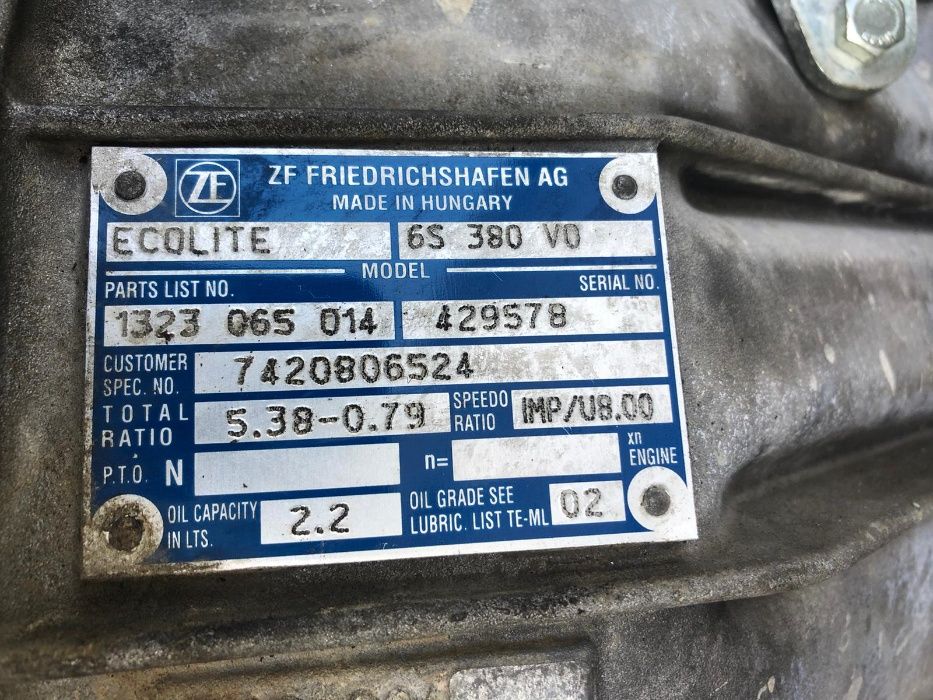 ZF
ZF FRIEDRICHSHAFEN AG
MADE IN HUNGARY
ECOLITE 6S 380 VO
MODEL
PARTS LIST NO. SERIAL NO.
1323 065 014 429578
CUSTOMER SPEC. NO. 7420806524
TOTAL RATIO 5.38-0.79 SPEEDO RATIO IMP/U8.00
P.T.O. N n= xn ENGINE
OIL CAPACITY IN LTS. 2.2 OIL GRADE SEE LUBRIC. LIST TE-ML 02